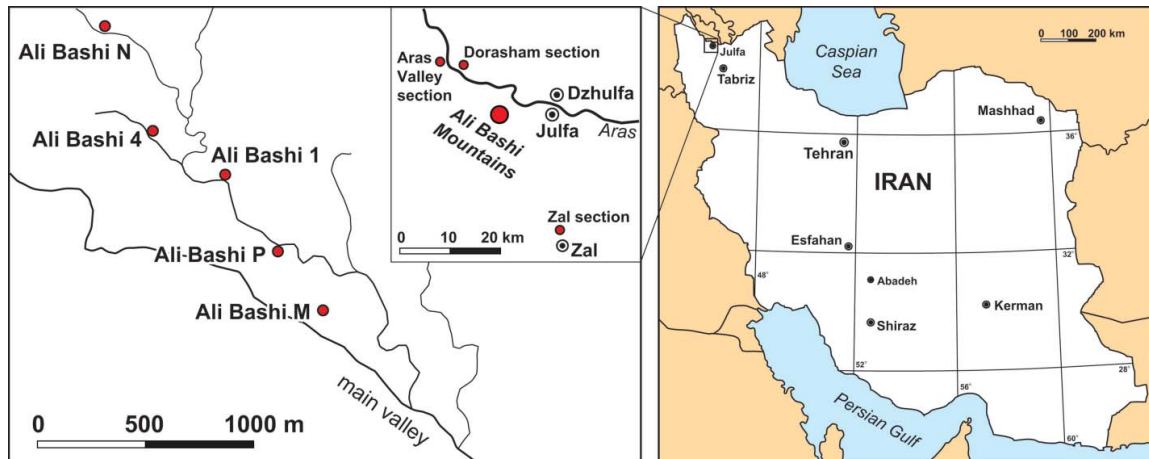 Ali Bashi N
Ali Bashi 4
Ali Bashi 1
Ali Bashi P
Ali Bashi M
main valley
0 500 1000 m
Aras
Valley
section
Dorasham section
Dzhulfa
Julfa
Aras
Ali Bashi
Mountains
Zal section
Zal
0 10 20 km
0 100 200 km
Caspian
Sea
Julfa
Tabriz
Mashhad
36°
Tehran
IRAN
Esfahan
32°
48°
Abadeh
Kerman
Shiraz
52°
28°
56°
Persian Gulf
60°